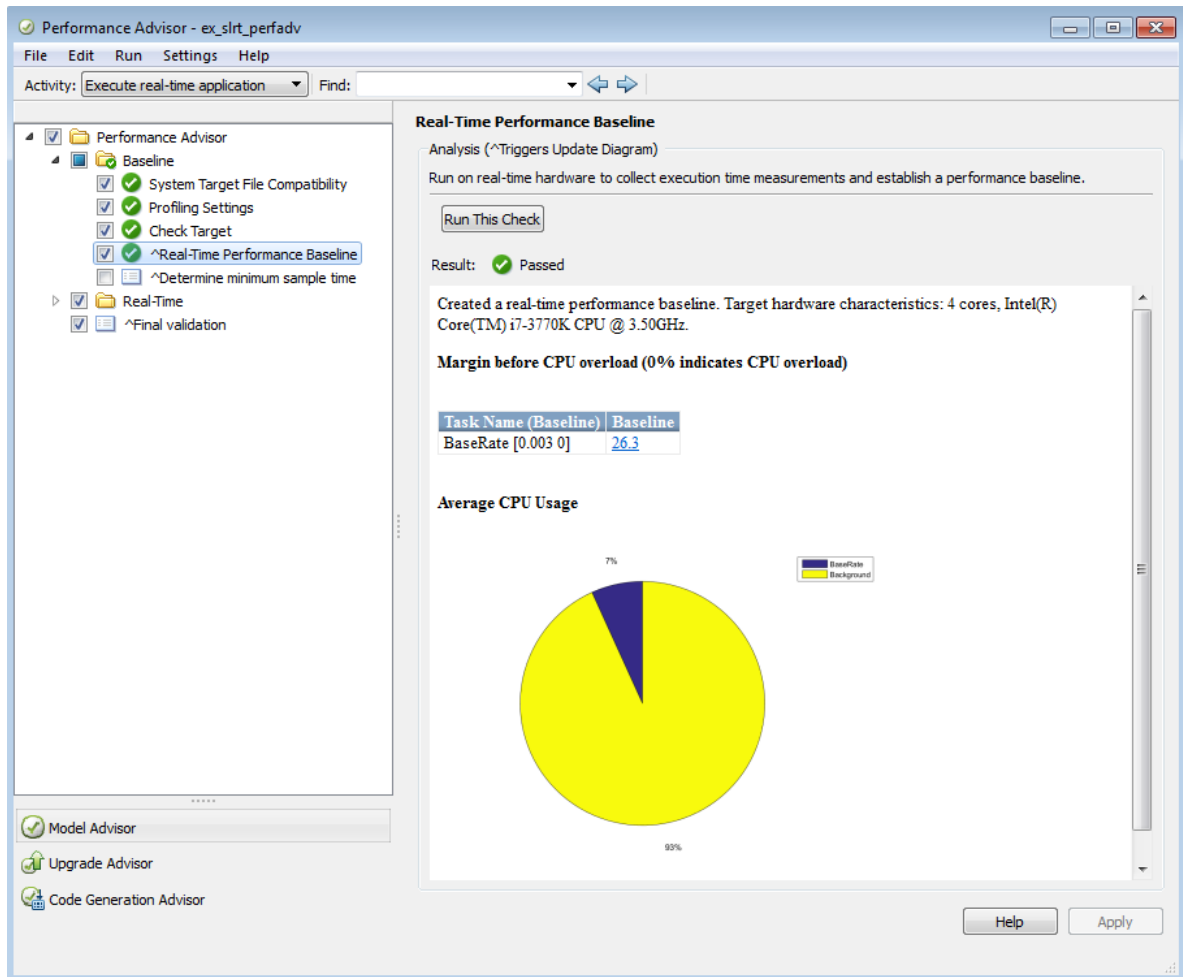 Performance Advisor - ex_slrt_perfadv
File Edit Run Settings Help
Activity: Execute real-time application Find:
Performance Advisor
Baseline
System Target File Compatibility
Profiling Settings
Check Target
^Real-Time Performance Baseline
^Determine minimum sample time
Real-Time
^Final validation
Model Advisor
Upgrade Advisor
Code Generation Advisor
Real-Time Performance Baseline
Analysis (^Triggers Update Diagram)
Run on real-time hardware to collect execution time measurements and establish a performance baseline.
Run This Check
Result: Passed
Created a real-time performance baseline. Target hardware characteristics: 4 cores, Intel(R)
Core(TM) i7-3770K CPU @ 3.50GHz.
Margin before CPU overload (0% indicates CPU overload)
Task Name (Baseline) Baseline
BaseRate [0.003 0] 26.3
Average CPU Usage
7%
BaseRate
Background
93%
Help Apply